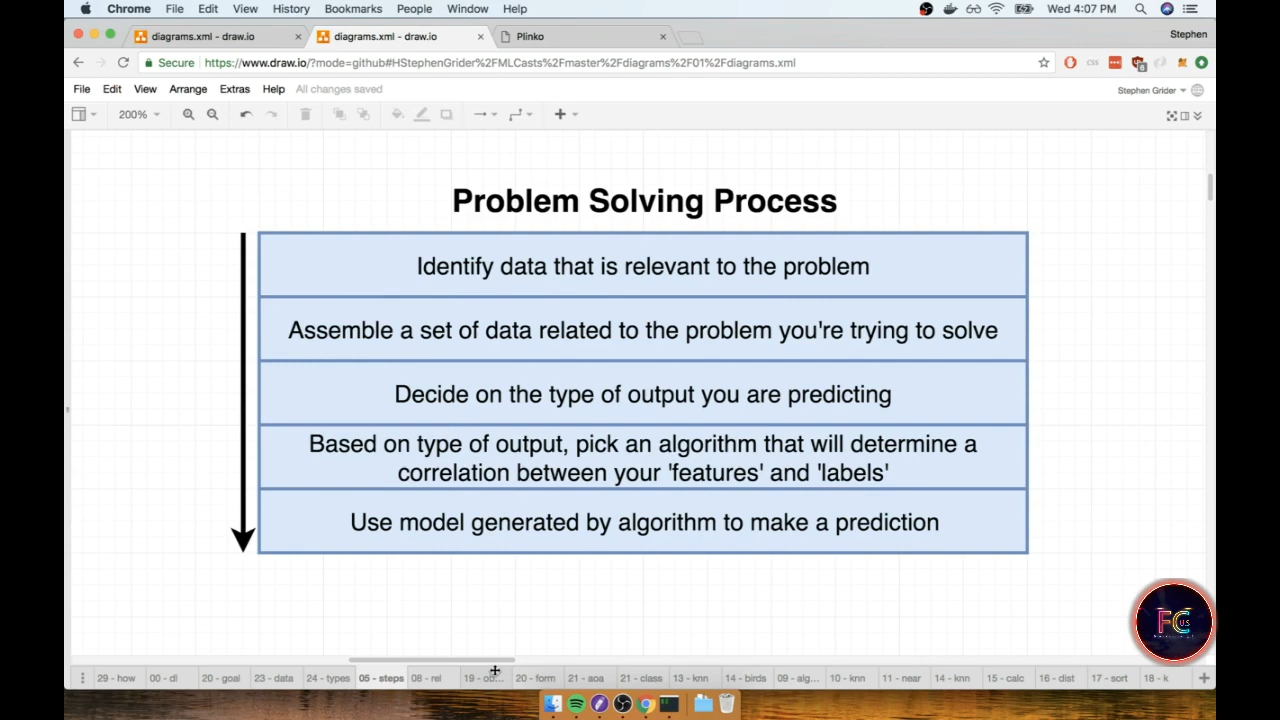 Chrome File Edit View History Bookmarks People Window Help Wed 4:07 PM
diagrams.xml - draw.io diagrams.xml - draw.io Plinko Stephen
Secure https://www.draw.io/?mode=github#HStephenGrider%2FMLCasts%2Fmaster%2Fdiagrams%2F01%2Fdiagrams.xml
File Edit View Arrange Extras Help All changes saved Stephen Grider
200%
Problem Solving Process
Identify data that is relevant to the problem
Assemble a set of data related to the problem you're trying to solve
Decide on the type of output you are predicting
Based on type of output, pick an algorithm that will determine a
correlation between your 'features' and 'labels'
Use model generated by algorithm to make a prediction
FC U.S
29 - how 00 - di 20 - goal 23 - data 24 - types 05 - steps 08 - rel 19 - ob... 20 - form 21 - aoa 21 - class 13 - knn 14 - birds 09 - alg... 10 - knn 11 - near 14 - knn 15 - calc 16 - dist 17 - sort 18 - k